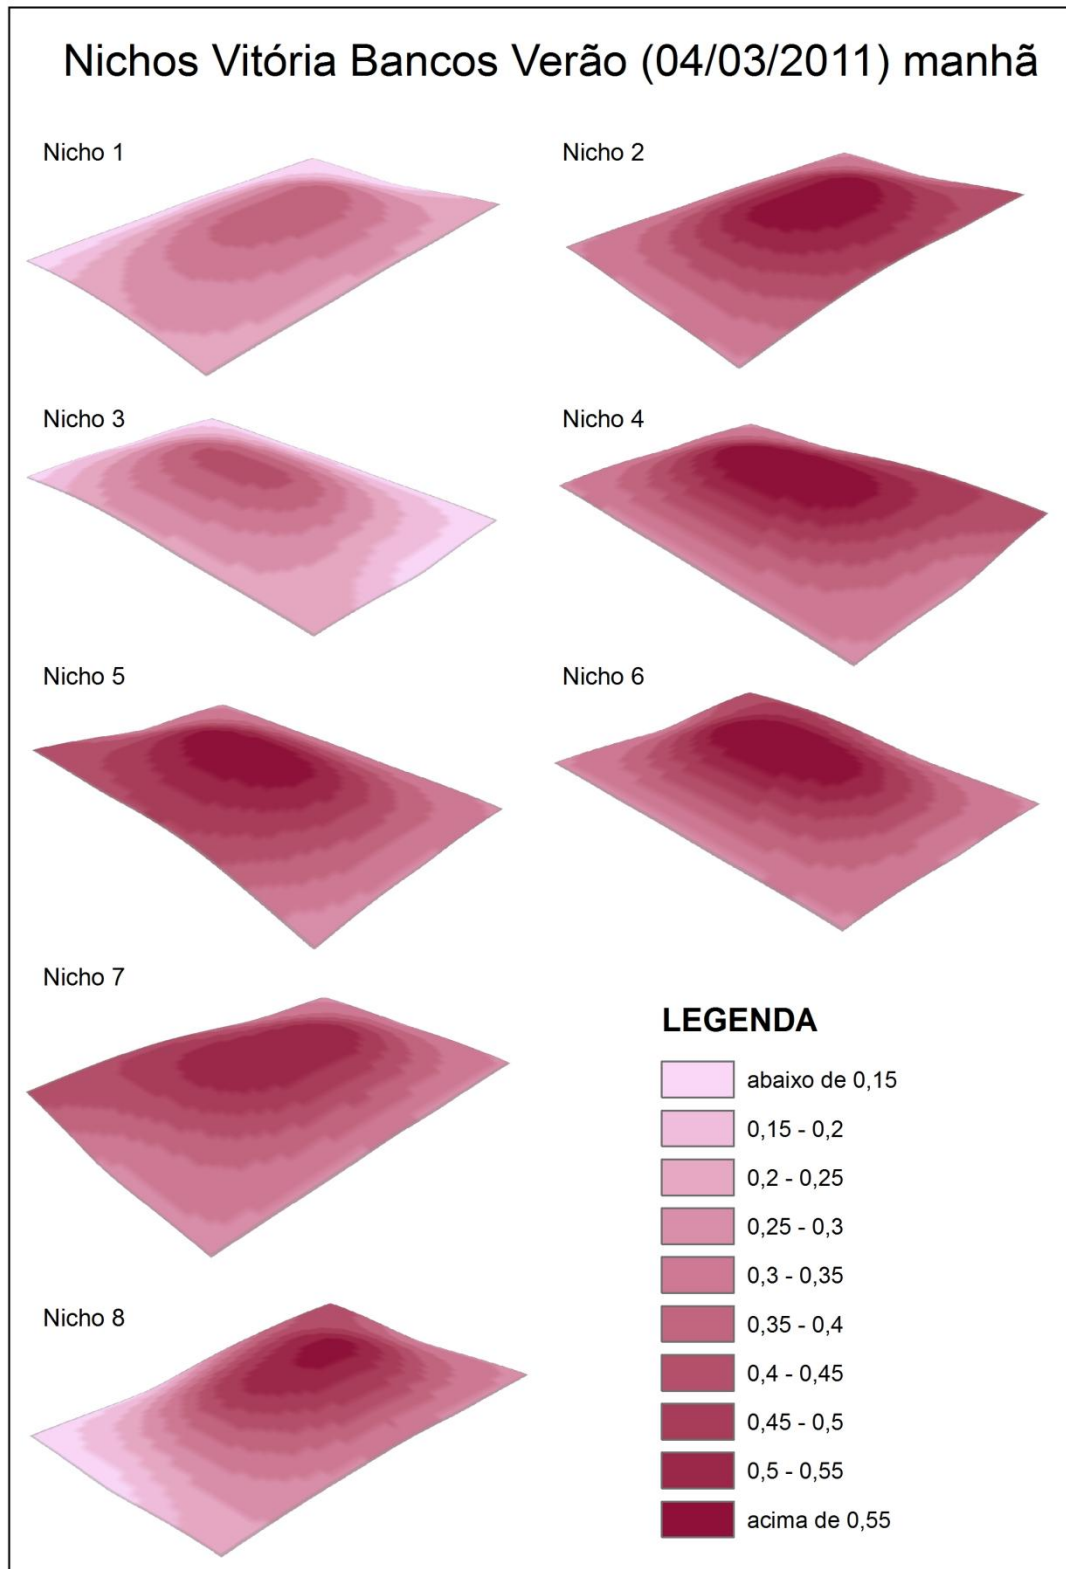 Nichos Vitória Bancos Verão (04/03/2011) manhã
Nicho 1
Nicho 2
Nicho 3
Nicho 4
Nicho 5
Nicho 6
Nicho 7
Nicho 8
LEGENDA
abaixo de 0,15
0,15 - 0,2
0,2 - 0,25
0,25 - 0,3
0,3 - 0,35
0,35 - 0,4
0,4 - 0,45
0,45 - 0,5
0,5 - 0,55
acima de 0,55